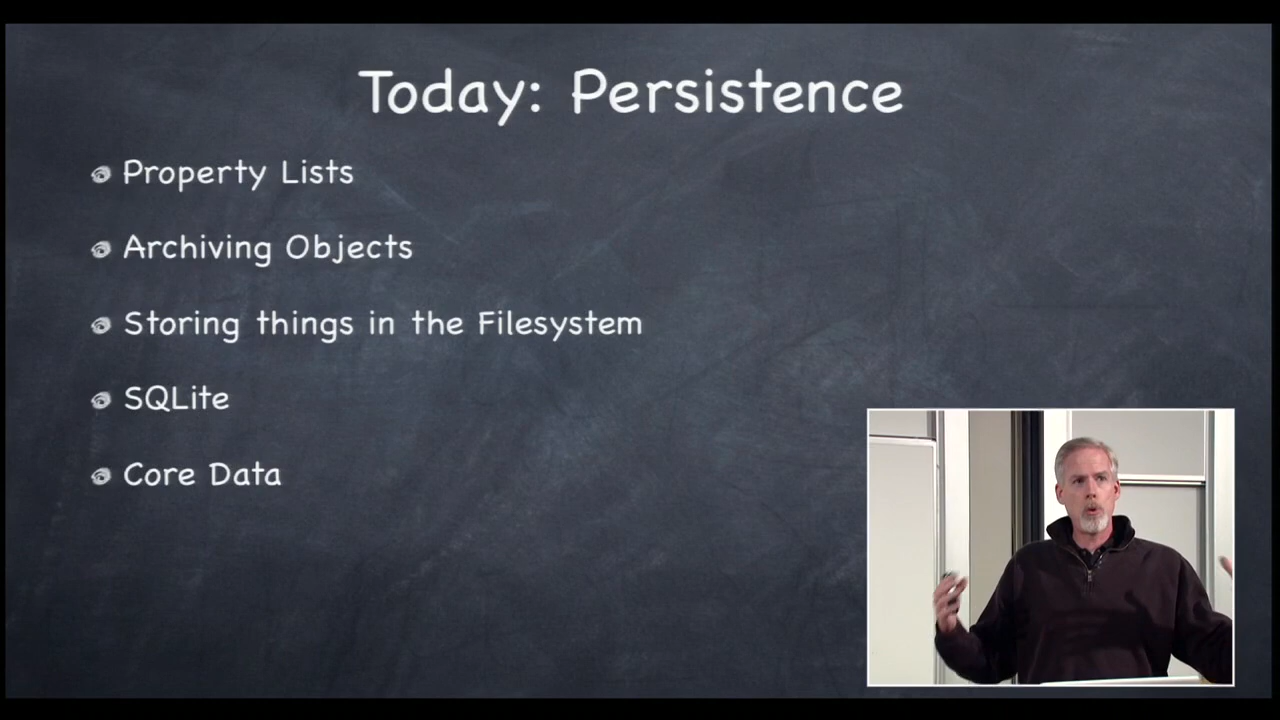 Today: Persistence
Property Lists
Archiving Objects
Storing things in the Filesystem
SQLite
Core Data